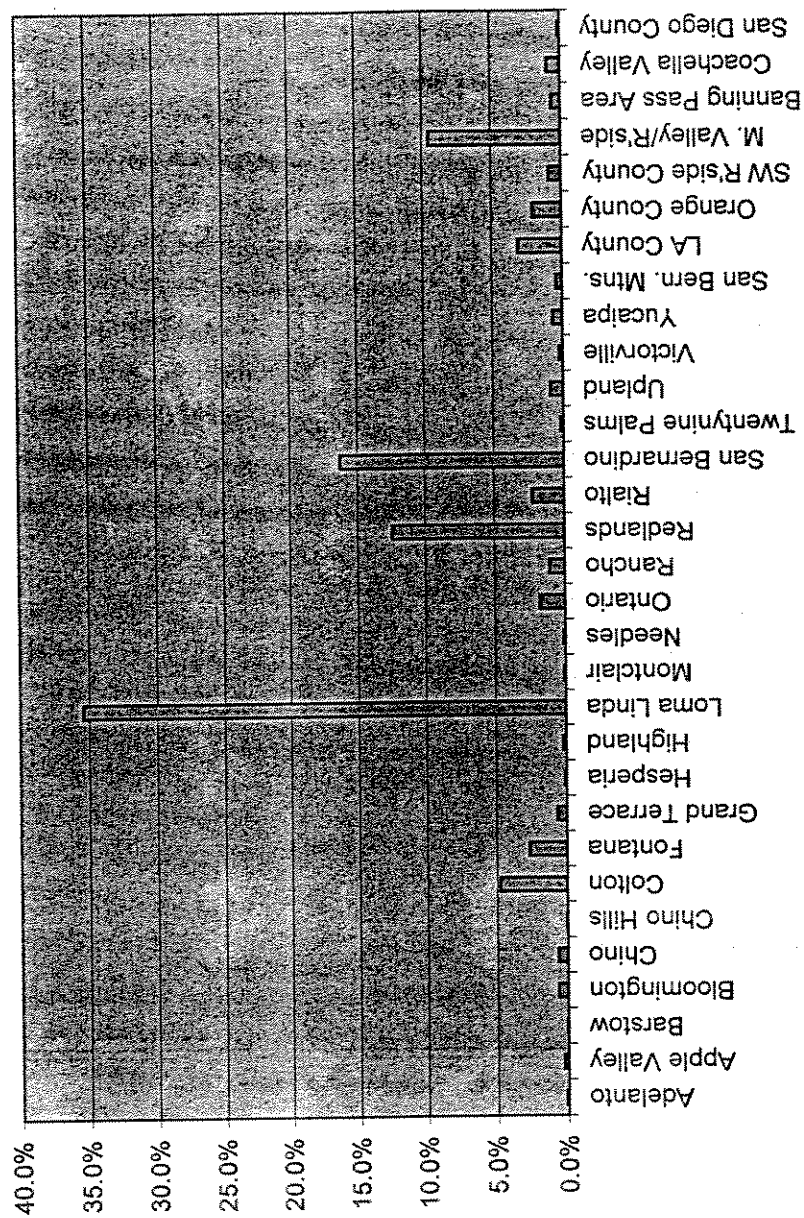 40.0%
35.0%
30.0%
25.0%
20.0%
15.0%
10.0%
5.0%
0.0%
Adelanto
Apple Valley
Barstow
Bloomington
Chino
Chino Hills
Colton
Fontana
Grand Terrace
Hesperia
Highland
Loma Linda
Montclair
Needles
Ontario
Rancho
Redlands
Rialto
San Bernardino
Twentynine Palms
Upland
Victorville
Yucaipa
San Bern. Mtns.
LA County
Orange County
SW R'side County
M. Valley/R'side
Banning Pass Area
Coachella Valley
San Diego County